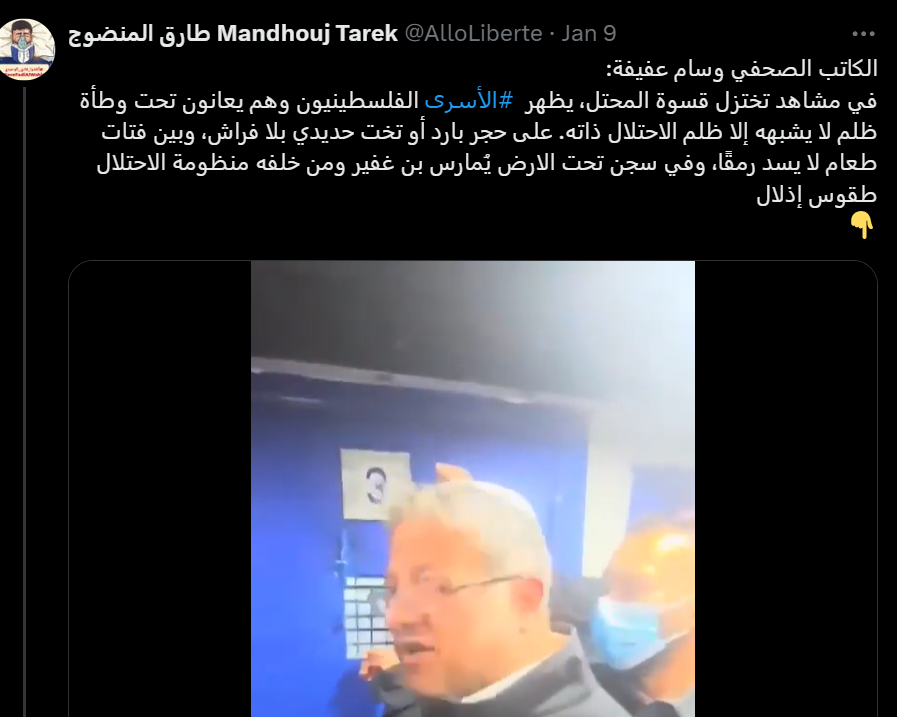 طارق المنضوج Mandhouj Tarek @AlloLiberte · Jan 9
الكاتب الصحفي وسام عفيفة:
في مشاهد تختزل قسوة المحتل، يظهر #الأسرى الفلسطينيون وهم يعانون تحت وطأة
ظلم لا يشبهه إلا ظلم الاحتلال ذاته. على حجر بارد أو تخت حديدي بلا فراش، وبين فتات
طعام لا يسد رمقًا، وفي سجن تحت الارض يُمارس بن غفير ومن خلفه منظومة الاحتلال
طقوس إذلال
👇
3